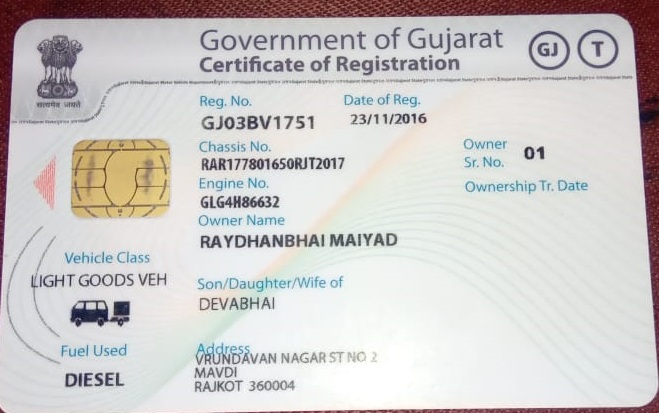 Government of Gujarat
Certificate of Registration
GJ
T
सत्यमेव जयते
Reg. No.
Date of Reg.
GJ03BV1751
23/11/2016
Chassis No.
RAR177801650RJT2017
Owner Sr. No. 01
Engine No.
GLG4H86632
Ownership Tr. Date
Owner Name
RAYDHANBHAI MAIYAD
Vehicle Class
LIGHT GOODS VEH
Son/Daughter/Wife of
DEVABHAI
Fuel Used
DIESEL
Address
VRUNDAVAN NAGAR ST NO 2
MAVDI
RAJKOT 360004